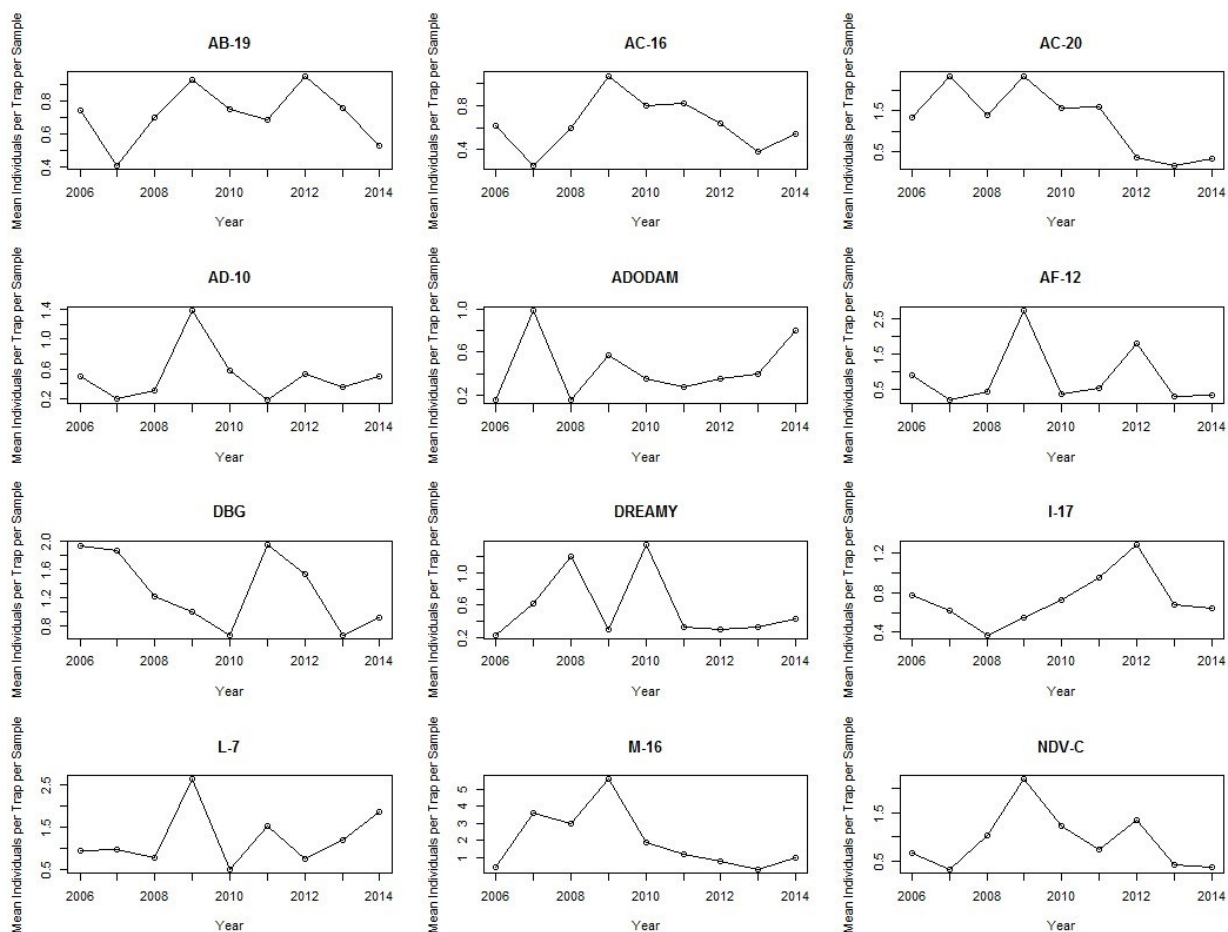 AB-19
Mean Individuals per Trap per Sample
0.8
0.6
0.4
2006 2008 2010 2012 2014
Year
AC-16
Mean Individuals per Trap per Sample
0.8
0.4
2006 2008 2010 2012 2014
Year
AC-20
Mean Individuals per Trap per Sample
1.5
0.5
2006 2008 2010 2012 2014
Year
AD-10
Mean Individuals per Trap per Sample
1.4
1.0
0.6
0.2
2006 2008 2010 2012 2014
Year
ADODAM
Mean Individuals per Trap per Sample
1.0
0.6
0.2
2006 2008 2010 2012 2014
Year
AF-12
Mean Individuals per Trap per Sample
2.5
1.5
0.5
2006 2008 2010 2012 2014
Year
DBG
Mean Individuals per Trap per Sample
2.0
1.6
1.2
0.8
2006 2008 2010 2012 2014
Year
DREAMY
Mean Individuals per Trap per Sample
1.0
0.6
0.2
2006 2008 2010 2012 2014
Year
I-17
Mean Individuals per Trap per Sample
1.2
0.8
0.4
2006 2008 2010 2012 2014
Year
L-7
Mean Individuals per Trap per Sample
2.5
1.5
0.5
2006 2008 2010 2012 2014
Year
M-16
Mean Individuals per Trap per Sample
5
4
3
2
1
2006 2008 2010 2012 2014
Year
NDV-C
Mean Individuals per Trap per Sample
1.5
0.5
2006 2008 2010 2012 2014
Year